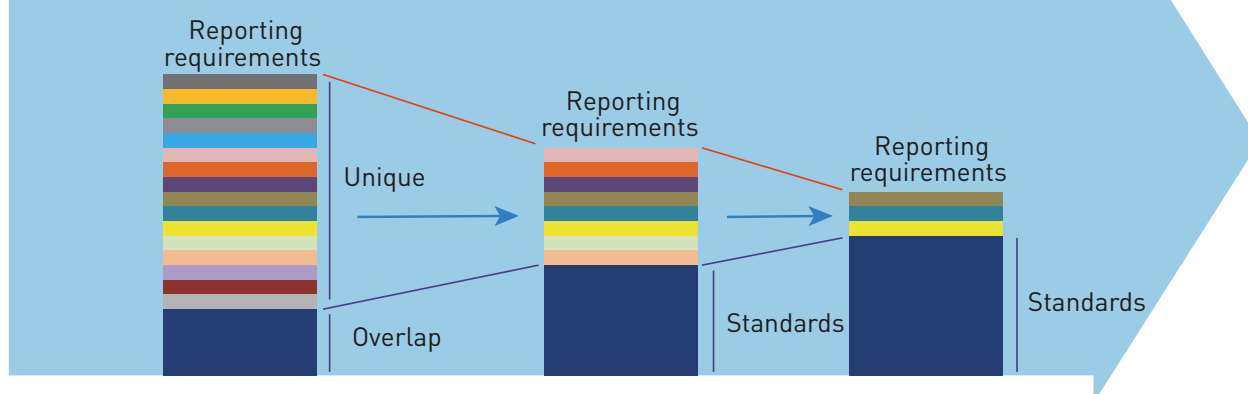 Reporting
requirements
Unique
Overlap
Reporting
requirements
Standards
Reporting
requirements
Standards